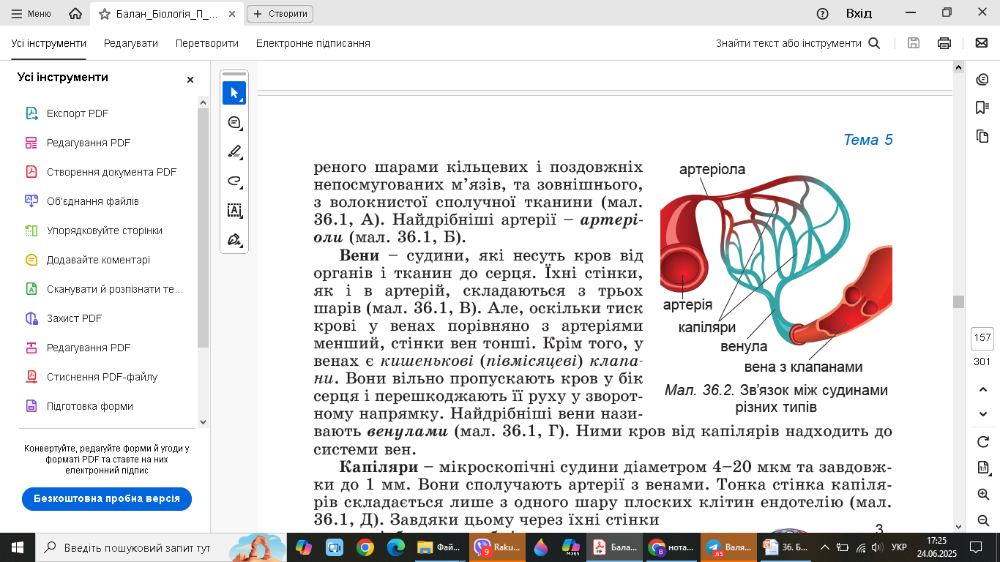 Меню
Балан_Біологія_П_...
Створити
Вхід
Усі інструменти
Редагувати
Перетворити
Електронне підписання
Знайти текст або інструменти
Усі інструменти
Експорт PDF
Редагування PDF
Створення документа PDF
Об'єднання файлів
Упорядковуйте сторінки
Додавайте коментарі
Сканувати й розпізнати те...
Захист PDF
Редагування PDF
Стиснення PDF-файлу
Підготовка форми
Конвертуйте, редагуйте форми й угоди у
форматі PDF та ставте на них
електронний підпис
Безкоштовна пробна версія
Тема 5
реного шарами кільцевих і поздовжніх
непосмугованих м’язів, та зовнішнього,
з волокнистої сполучної тканини (мал.
36.1, А). Найдрібніші артерії – артері-
оли (мал. 36.1, Б).
Вени – судини, які несуть кров від
органів і тканин до серця. Їхні стінки,
як і в артерій, складаються з трьох
шарів (мал. 36.1, В). Але, оскільки тиск
крові у венах порівняно з артеріями
менший, стінки вен тонші. Крім того, у
венах є кишенькові (півмісяцеві) клапа-
ни. Вони вільно пропускають кров у бік
серця і перешкоджають її руху у зворот-
ному напрямку. Найдрібніші вени нази-
вають венулами (мал. 36.1, Г). Ними кров від капілярів надходить до
системи вен.
Капіляри – мікроскопічні судини діаметром 4–20 мкм та завдовж-
ки до 1 мм. Вони сполучають артерії з венами. Тонка стінка капіля-
рів складається лише з одного шару плоских клітин ендотелію (мал.
36.1, Д). Завдяки цьому через їхні стінки
артеріола
артерія
капіляри
венула
вена з клапанами
Мал. 36.2. Зв’язок між судинами
різних типів
3
157
301
Введіть пошуковий запит тут
M365
Фай...
9
Raku...
Бала...
нота...
.65
Валя...
36. Б...
УКР
17:25
24.06.2025